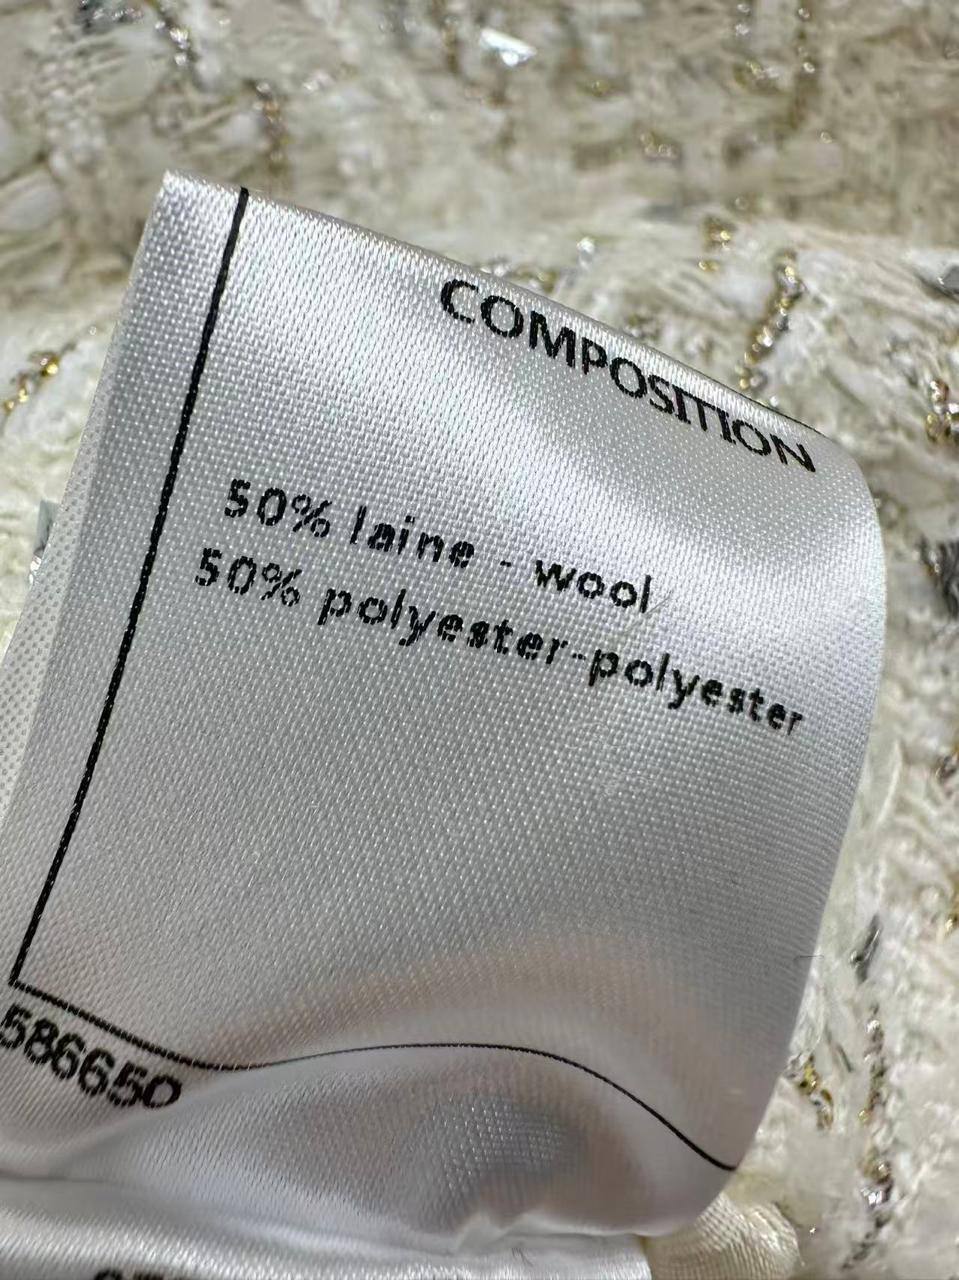 COMPOSITION
50% laine - wool
50% polyester-polyester
586650